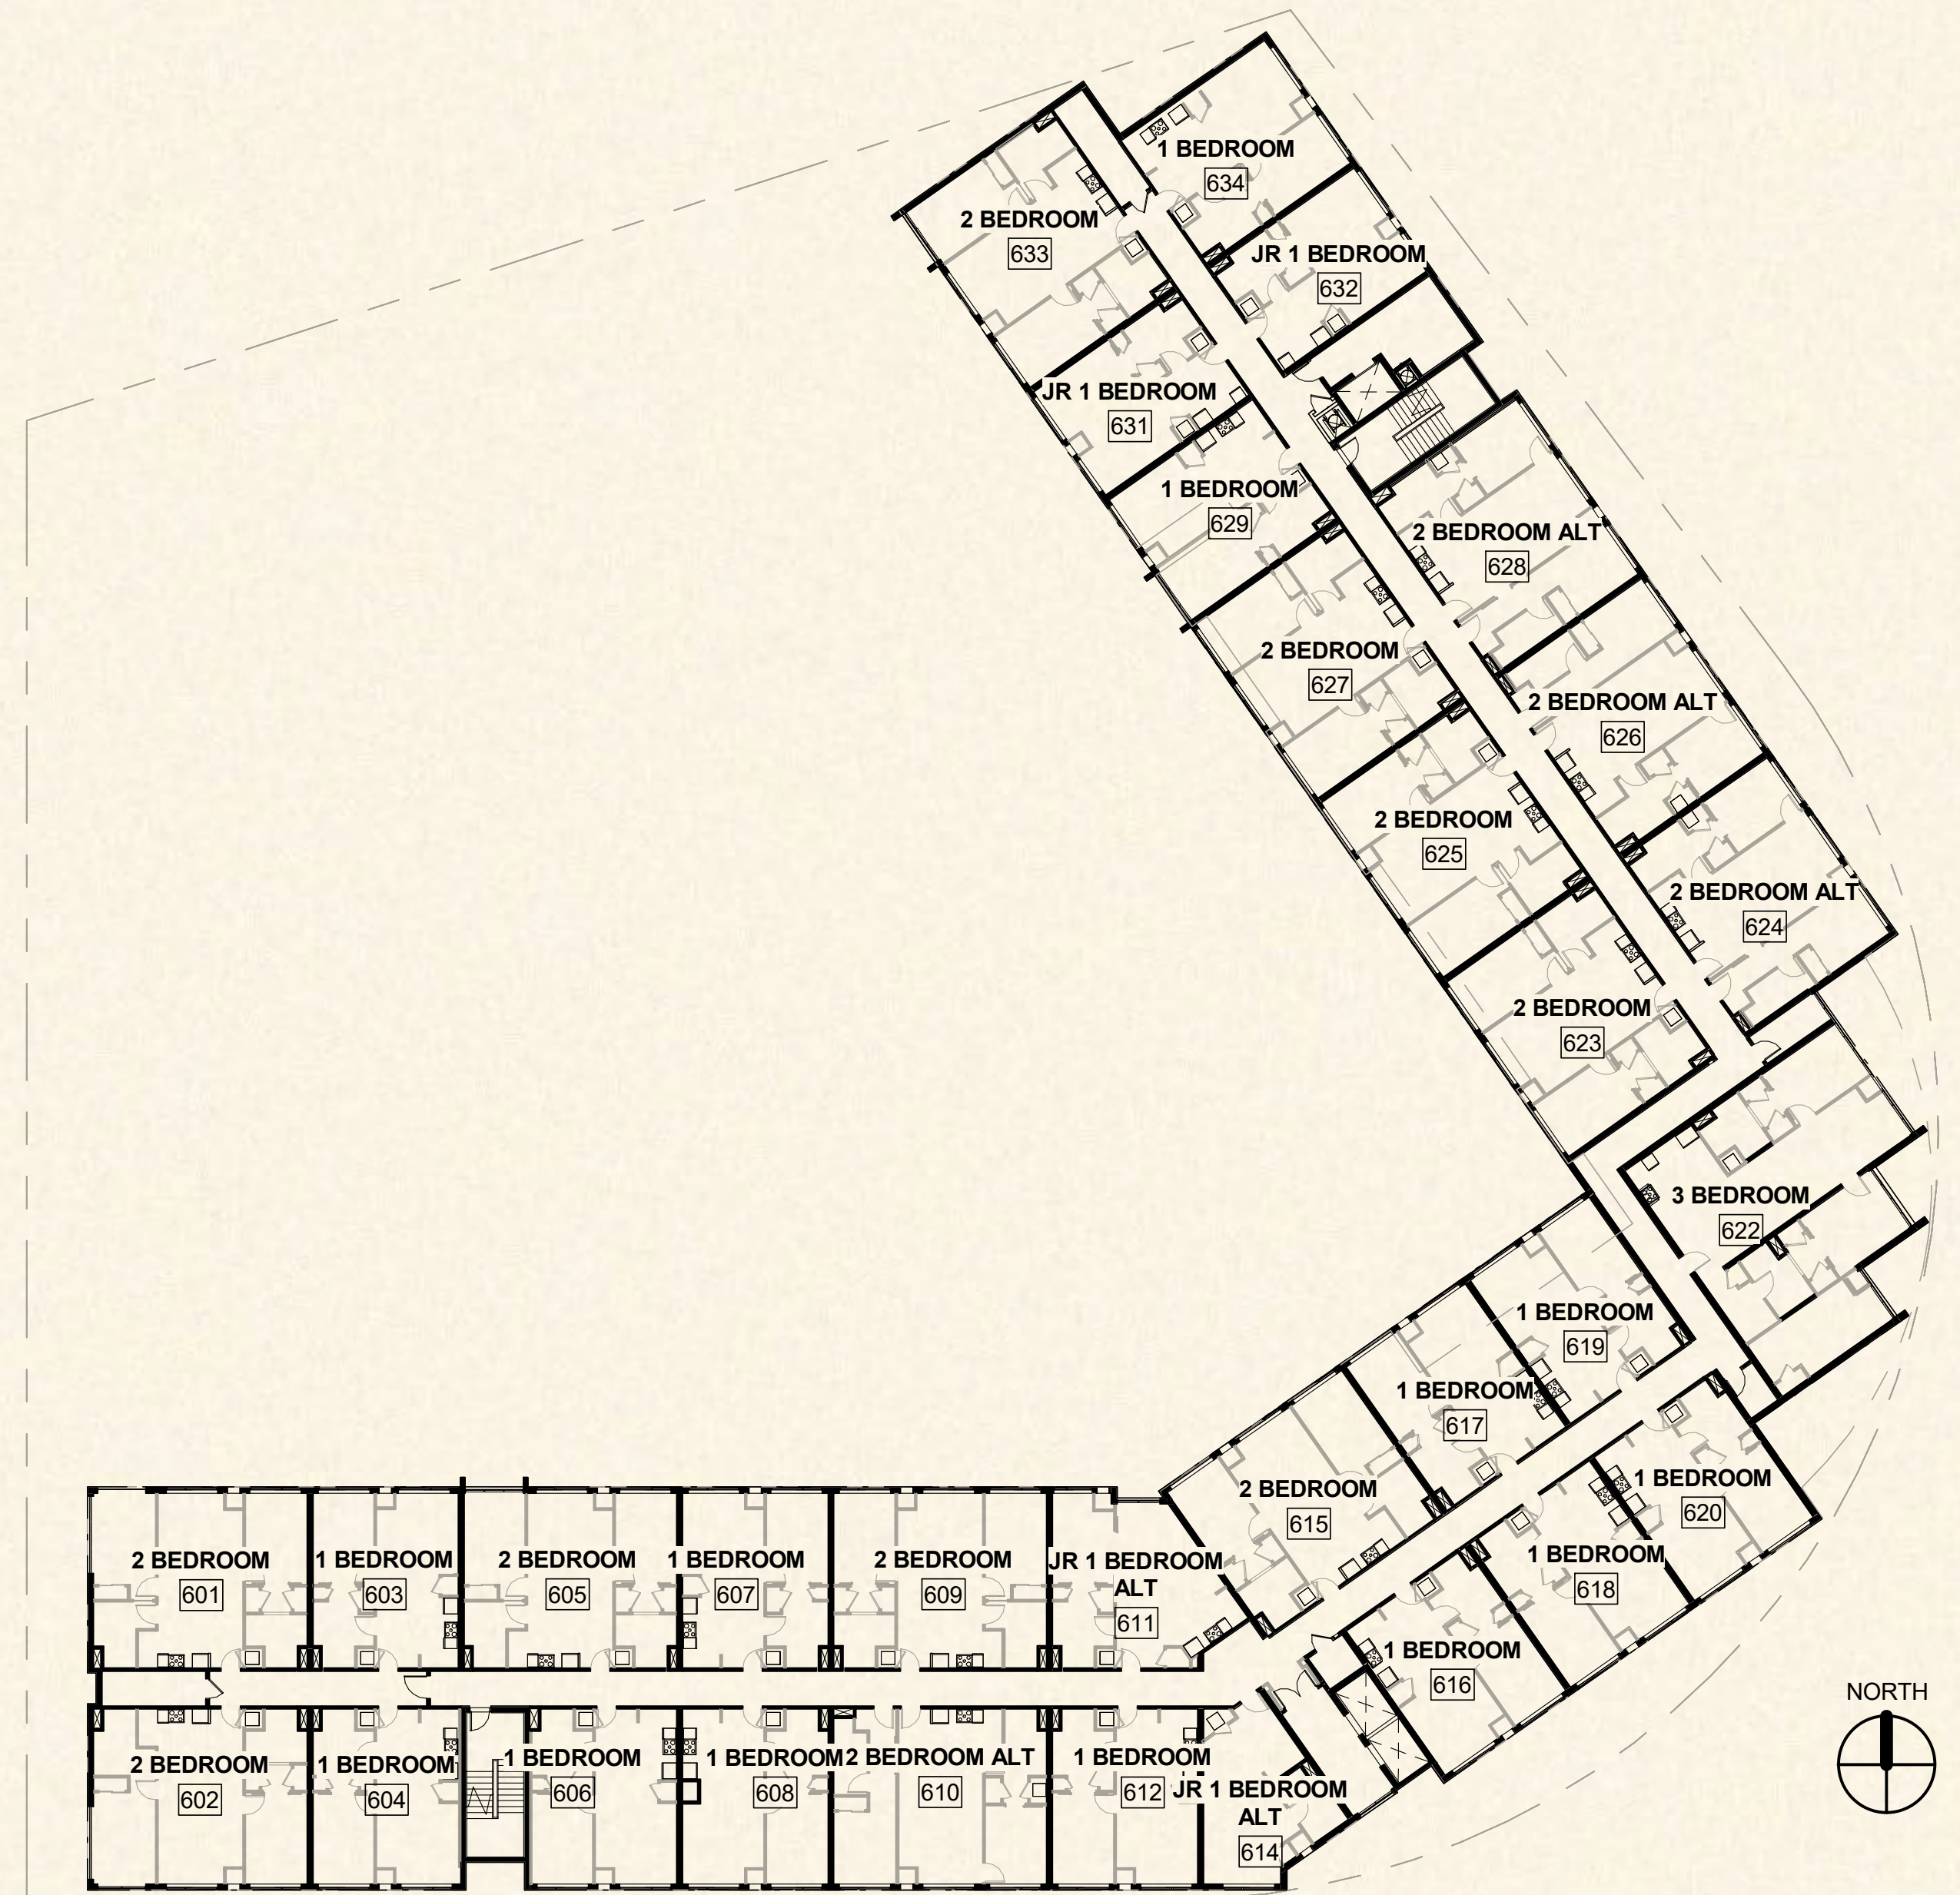 1 BEDROOM
634
2 BEDROOM
633
JR 1 BEDROOM
632
JR 1 BEDROOM
631
1 BEDROOM
629
2 BEDROOM ALT
628
2 BEDROOM
627
2 BEDROOM ALT
626
2 BEDROOM
625
2 BEDROOM ALT
624
2 BEDROOM
623
3 BEDROOM
622
1 BEDROOM
619
1 BEDROOM
617
1 BEDROOM
620
2 BEDROOM
615
1 BEDROOM
618
2 BEDROOM
601
1 BEDROOM
603
2 BEDROOM
605
1 BEDROOM
607
2 BEDROOM
609
JR 1 BEDROOM
ALT
611
1 BEDROOM
616
NORTH
2 BEDROOM
602
1 BEDROOM
604
1 BEDROOM
606
1 BEDROOM
608
2 BEDROOM ALT
610
1 BEDROOM
612
JR 1 BEDROOM
ALT
614